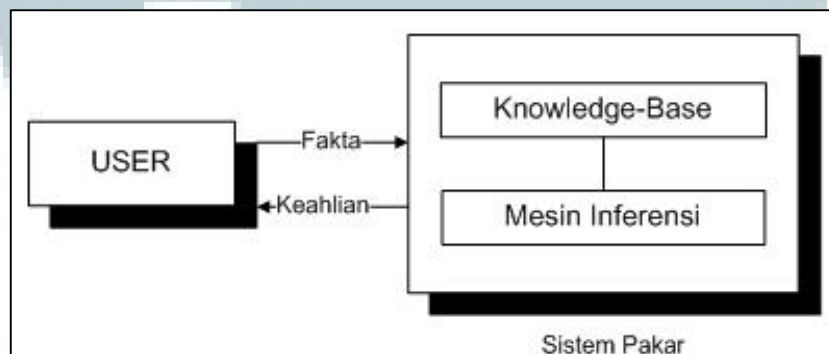 Knowledge-Base
USER
Fakta
Keahlian
Mesin Inferensi
Sistem Pakar